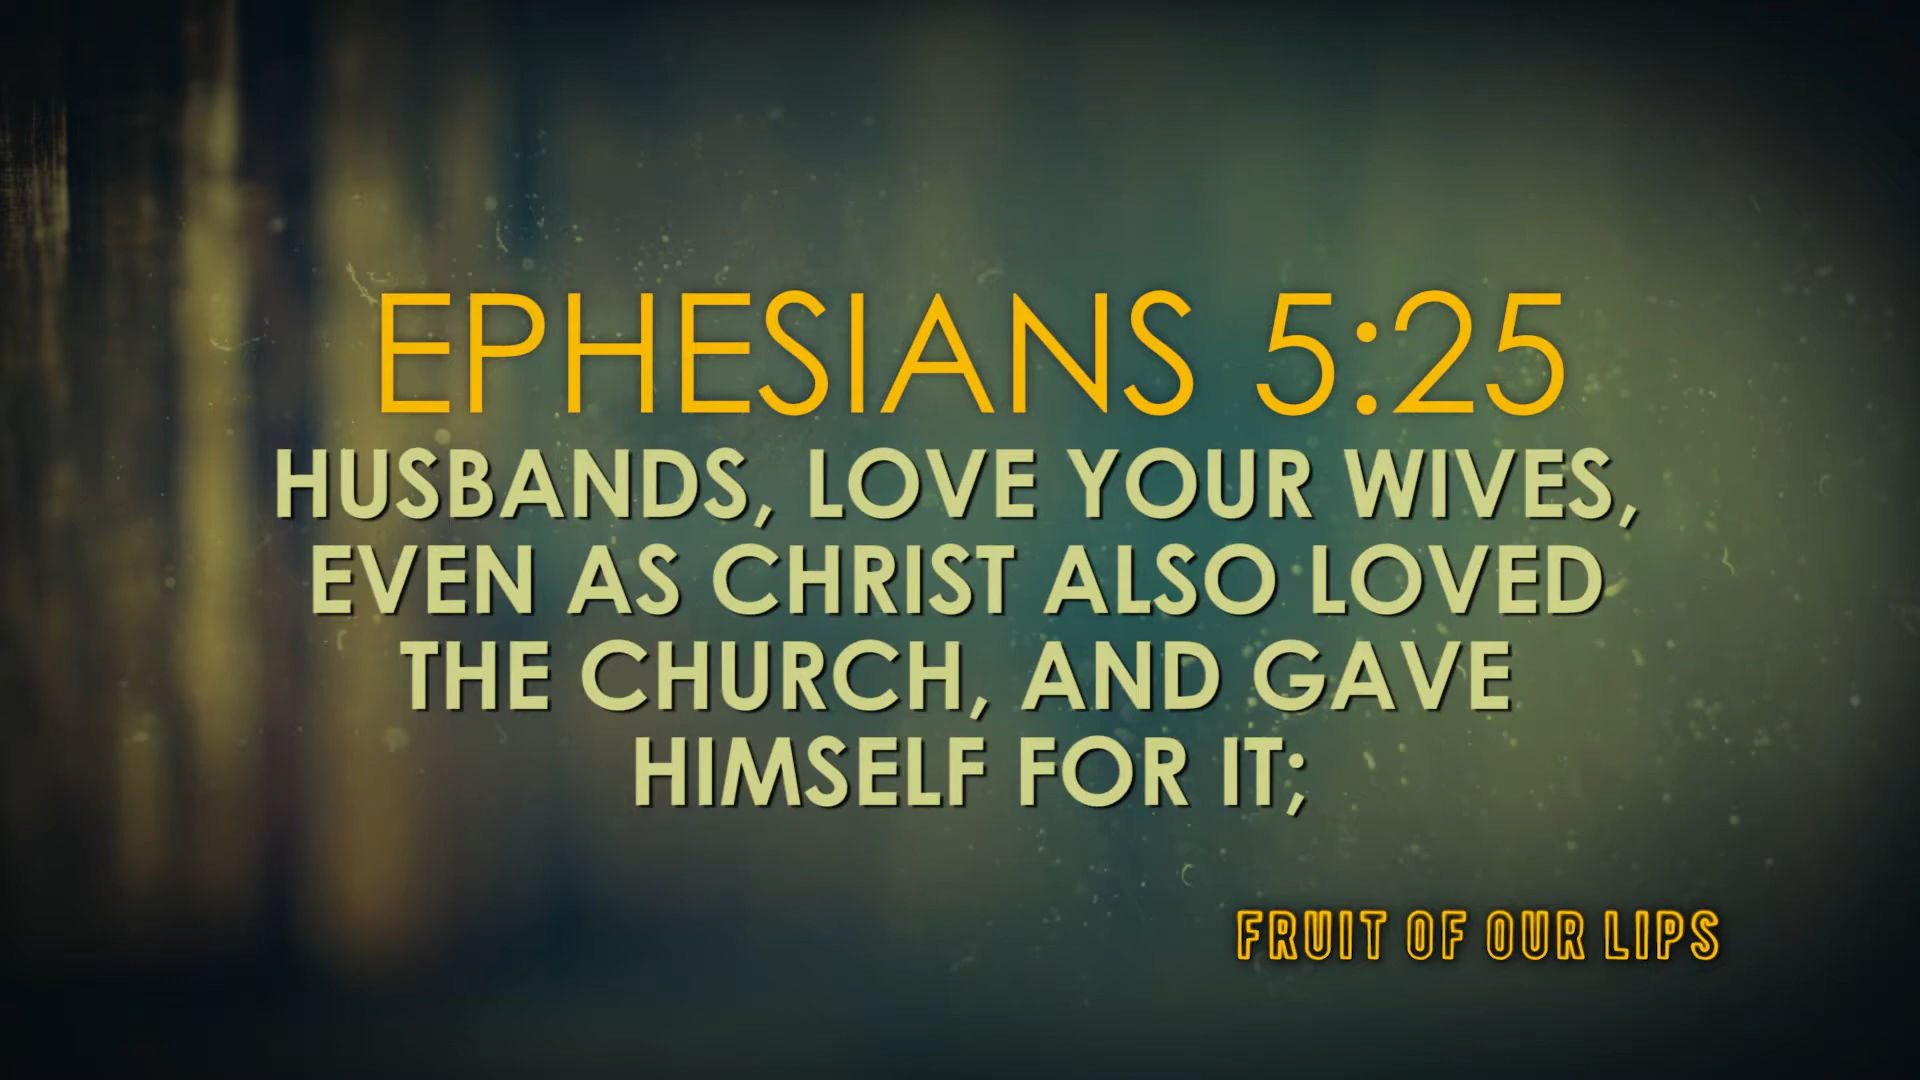 EPHESIANS 5:25
HUSBANDS, LOVE YOUR WIVES,
EVEN AS CHRIST ALSO LOVED
THE CHURCH, AND GAVE
HIMSELF FOR IT;
FRUIT OF OUR LIPS